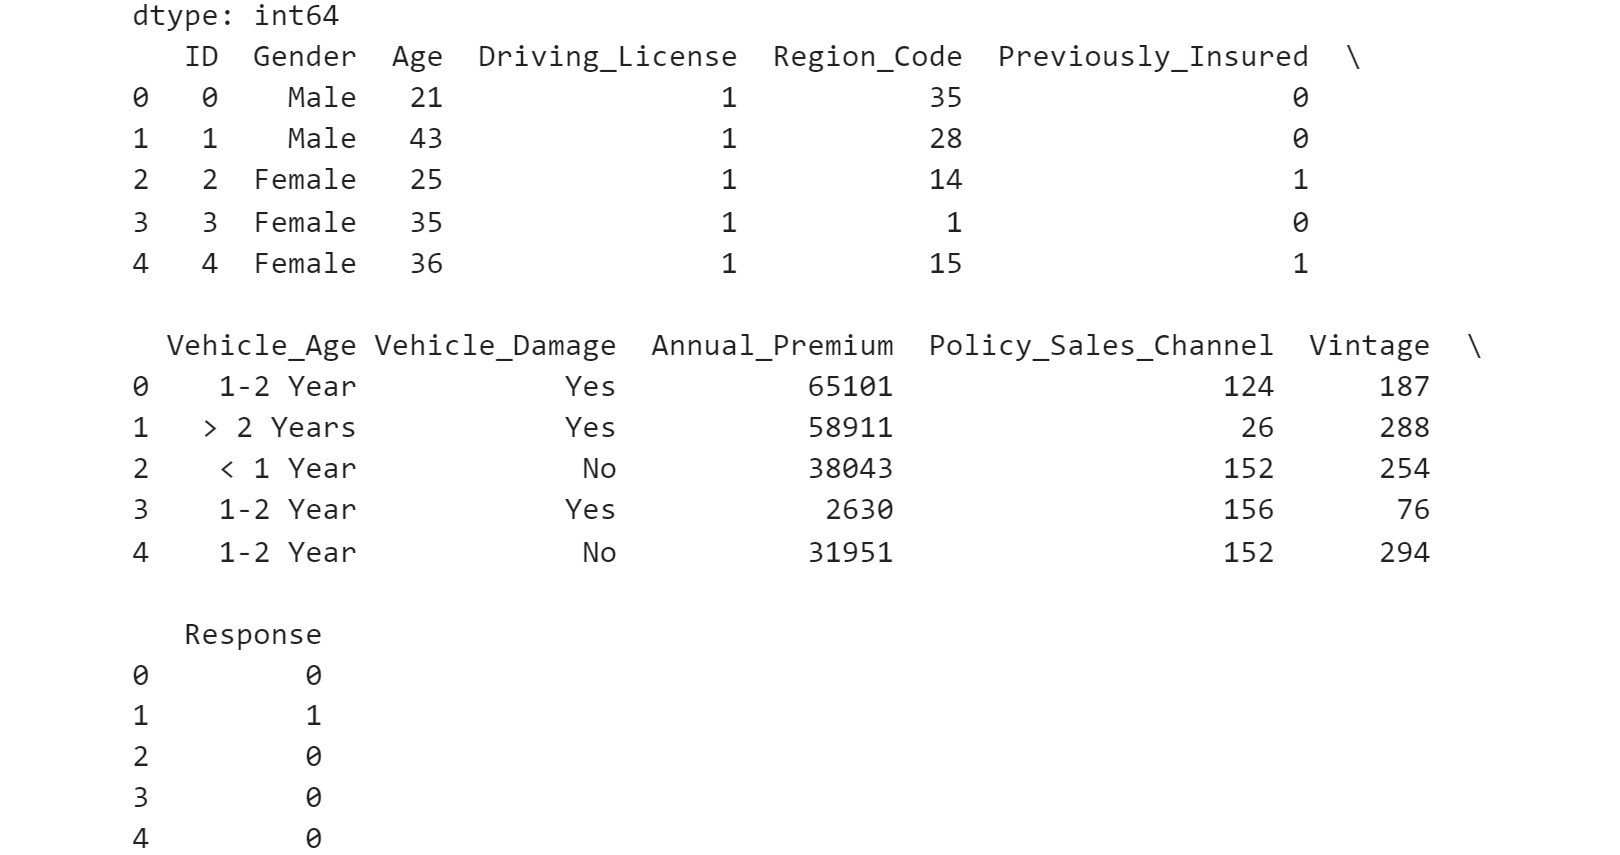 dtype: int64
   ID  Gender  Age  Driving_License  Region_Code  Previously_Insured  \
0   0    Male   21                1           35                   0
1   1    Male   43                1           28                   0
2   2  Female   25                1           14                   1
3   3  Female   35                1            1                   0
4   4  Female   36                1           15                   1
  Vehicle_Age Vehicle_Damage  Annual_Premium  Policy_Sales_Channel  Vintage  \
0    1-2 Year            Yes           65101                   124      187
1   > 2 Years            Yes           58911                    26      288
2    < 1 Year             No           38043                   152      254
3    1-2 Year            Yes            2630                   156       76
4    1-2 Year             No           31951                   152      294
   Response
0         0
1         1
2         0
3         0
4         0